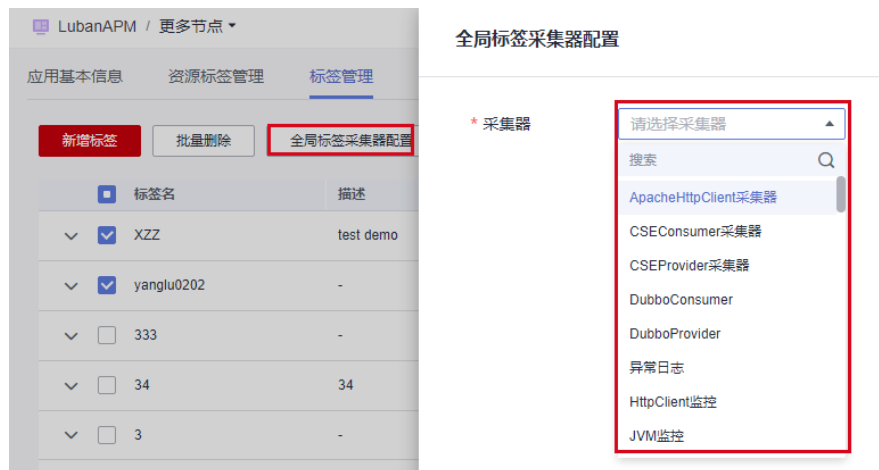 LubanAPM / 更多节点
应用基本信息 资源标签管理 标签管理
新增标签 批量删除 全局标签采集器配置
标签名 描述
XZZ test demo
yanglu0202 -
333 -
34 34
3 -
全局标签采集器配置
* 采集器 请选择采集器
搜索
ApacheHttpClient采集器
CSEConsumer采集器
CSEProvider采集器
DubboConsumer
DubboProvider
异常日志
HttpClient监控
JVM监控